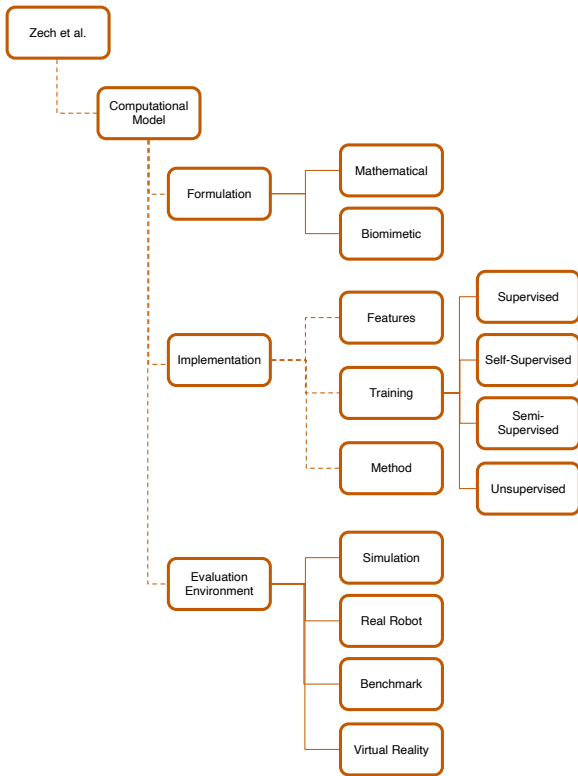 Zech et al.
Computational
Model
Formulation
Mathematical
Biomimetic
Implementation
Features
Training
Method
Supervised
Self-Supervised
Semi-
Supervised
Unsupervised
Evaluation
Environment
Simulation
Real Robot
Benchmark
Virtual Reality